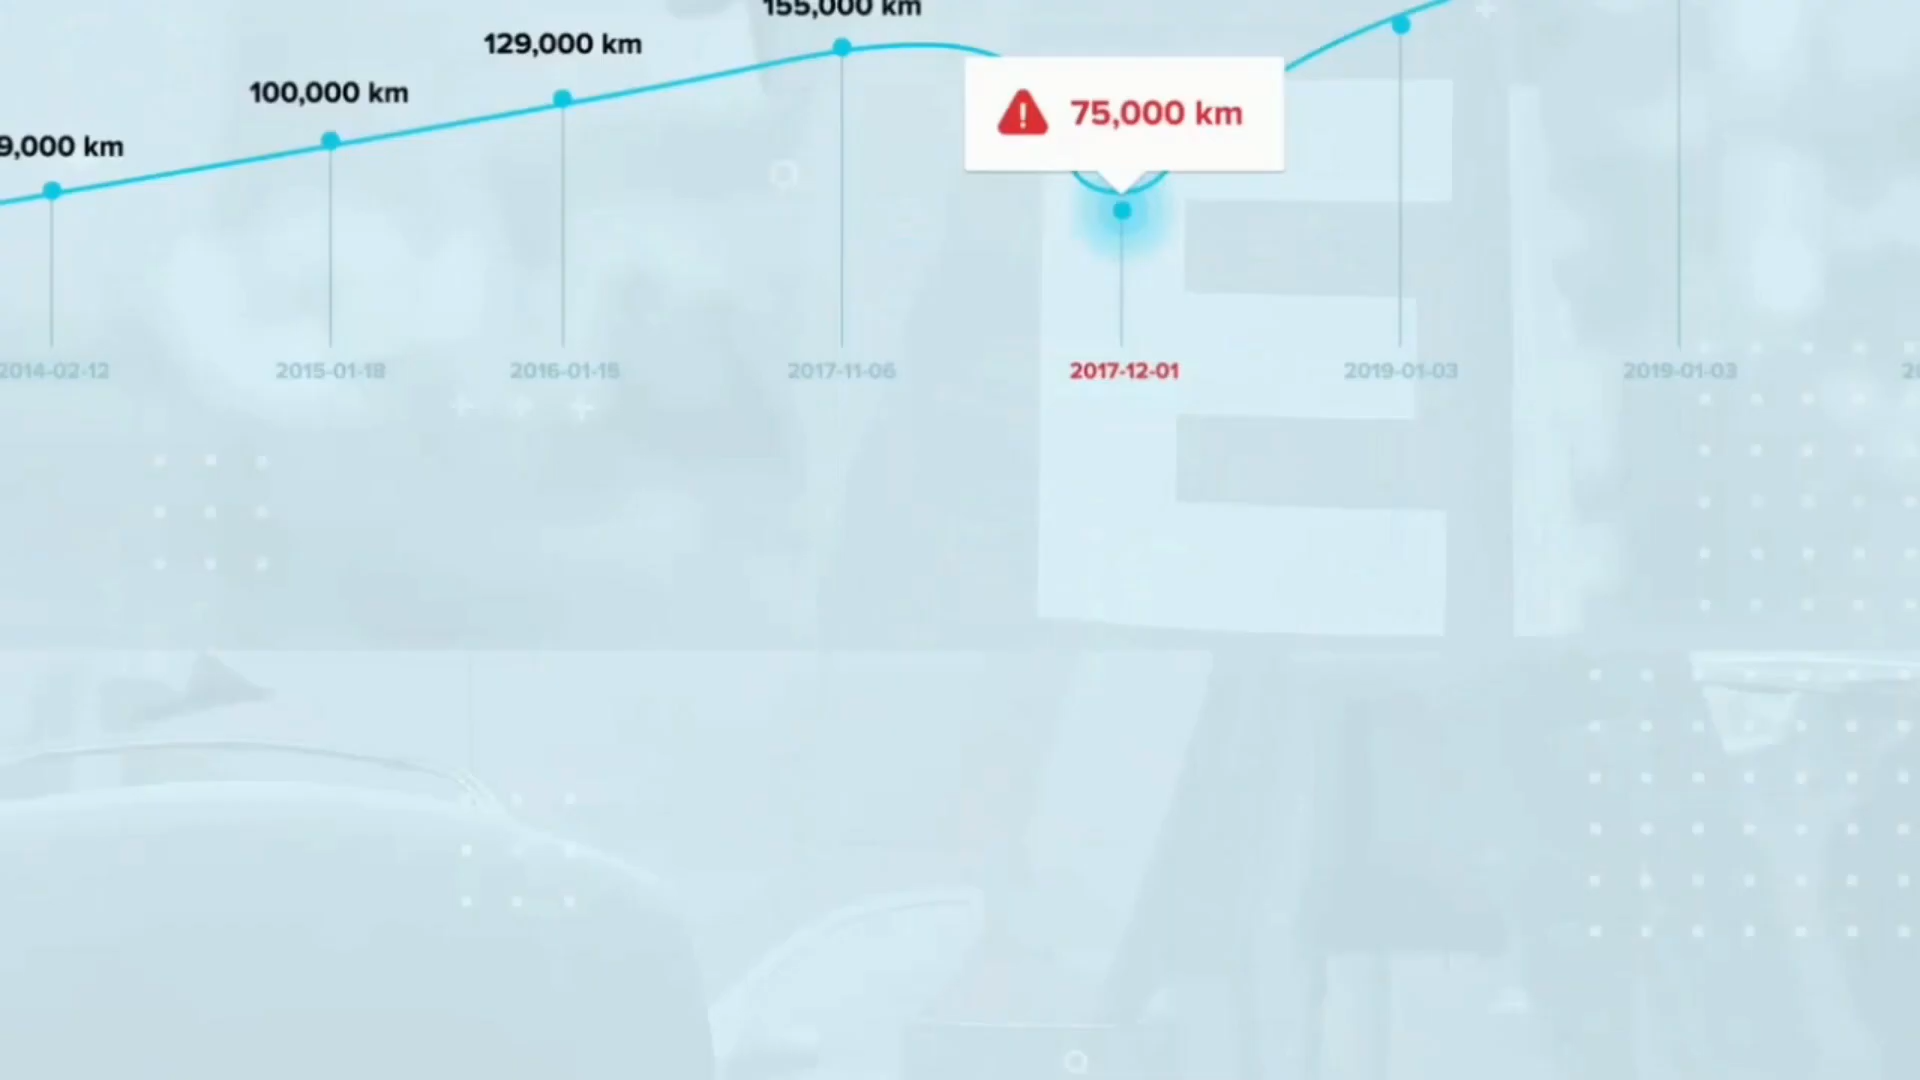 155,000 km
129,000 km
100,000 km
9,000 km
75,000 km
2014-02-12
2015-01-18
2016-01-15
2017-11-06
2017-12-01
2019-01-03
2019-01-03
E